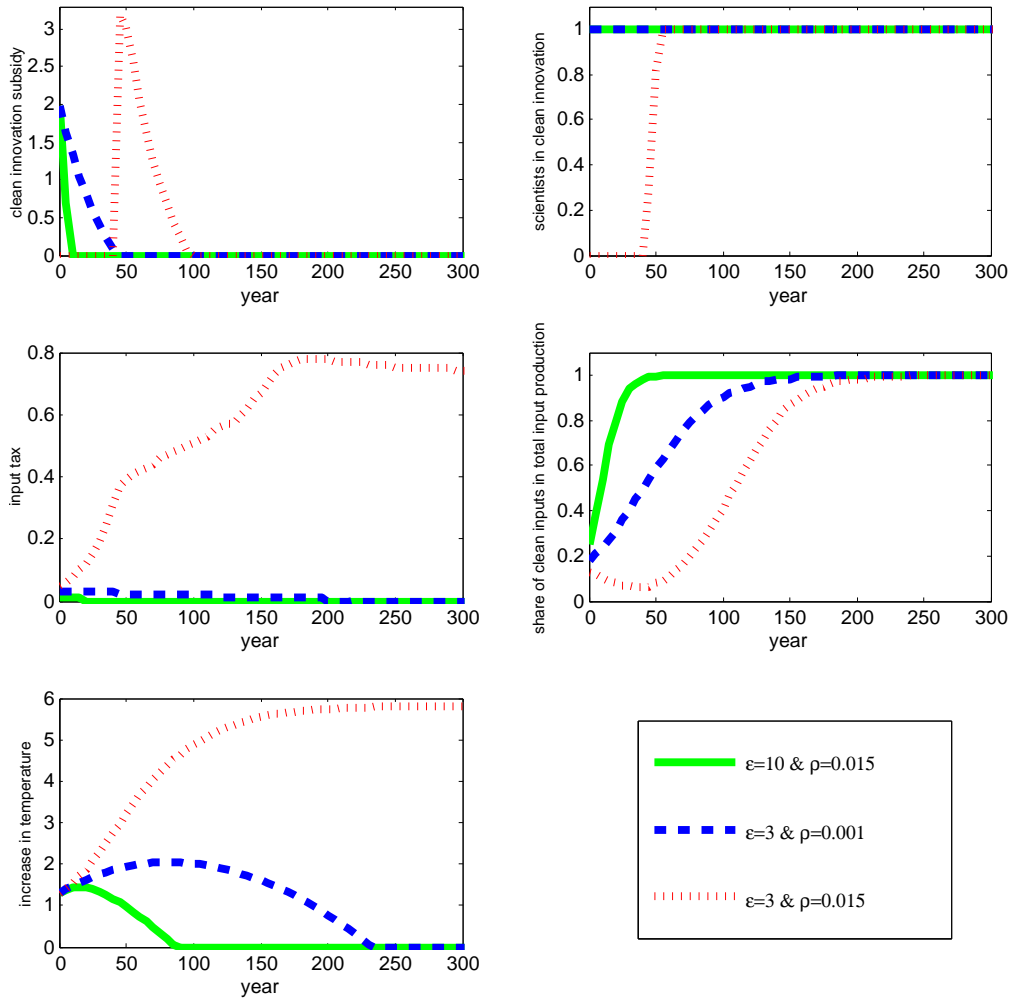 clean innovation subsidy
3
2.5
2
1.5
1
0.5
0
0 50 100 150 200 250 300
year
scientists in clean innovation
1
0.8
0.6
0.4
0.2
0
0 50 100 150 200 250 300
year
input tax
0.8
0.6
0.4
0.2
0
0 50 100 150 200 250 300
year
share of clean inputs in total input production
1
0.8
0.6
0.4
0.2
0
0 50 100 150 200 250 300
year
increase in temperature
6
5
4
3
2
1
0
0 50 100 150 200 250 300
year
ε=10 & ρ=0.015
ε=3 & ρ=0.001
ε=3 & ρ=0.015